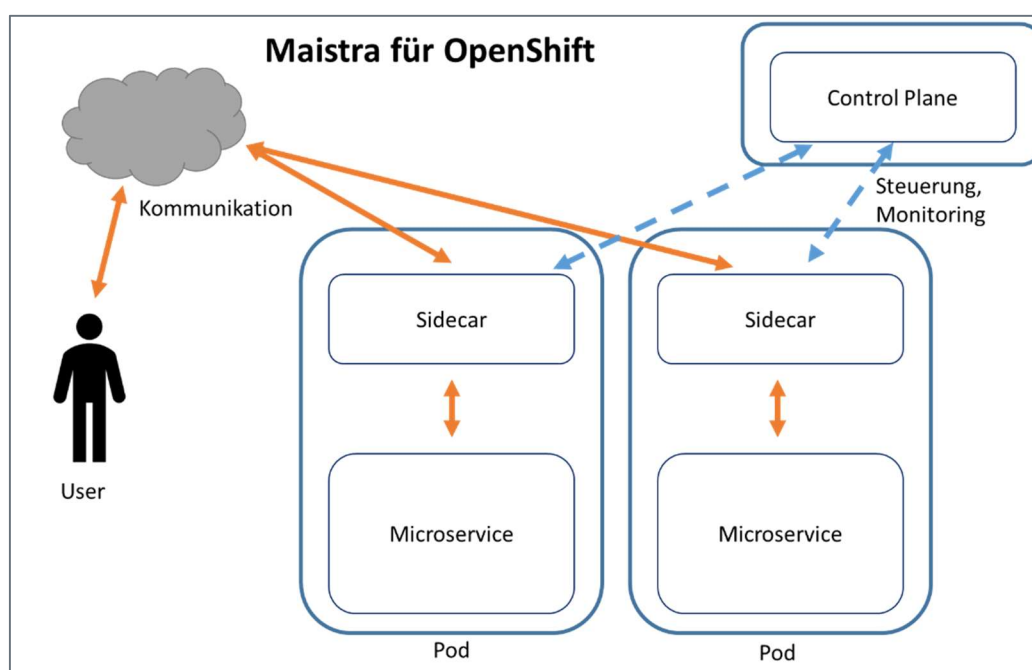 Maistra für OpenShift
Control Plane
Kommunikation
Steuerung,
Monitoring
Sidecar
Sidecar
User
Microservice
Microservice
Pod
Pod